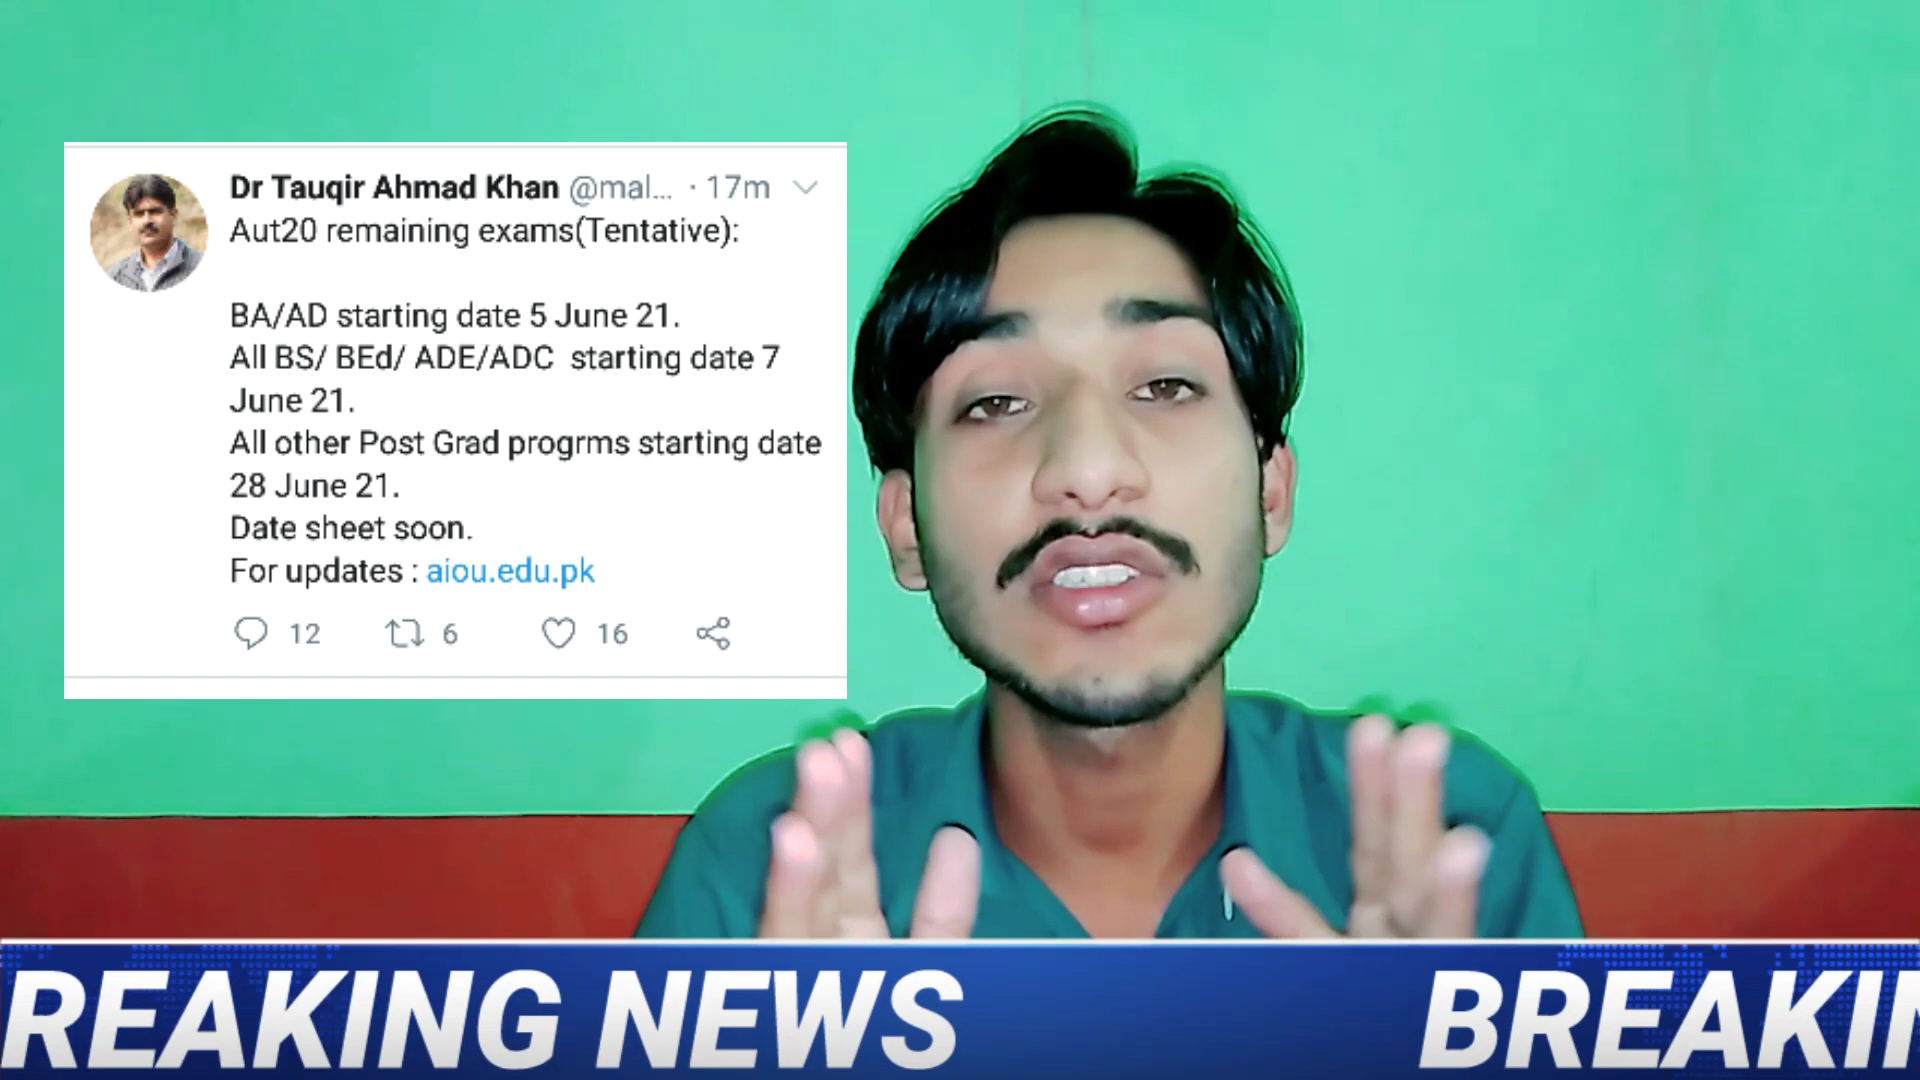 Dr Tauqir Ahmad Khan @mal... · 17m
Aut20 remaining exams(Tentative):
BA/AD starting date 5 June 21.
All BS/ BEd/ ADE/ADC starting date 7
June 21.
All other Post Grad progrms starting date
28 June 21.
Date sheet soon.
For updates : aiou.edu.pk
12 6 16
REAKING NEWS BREAKIN